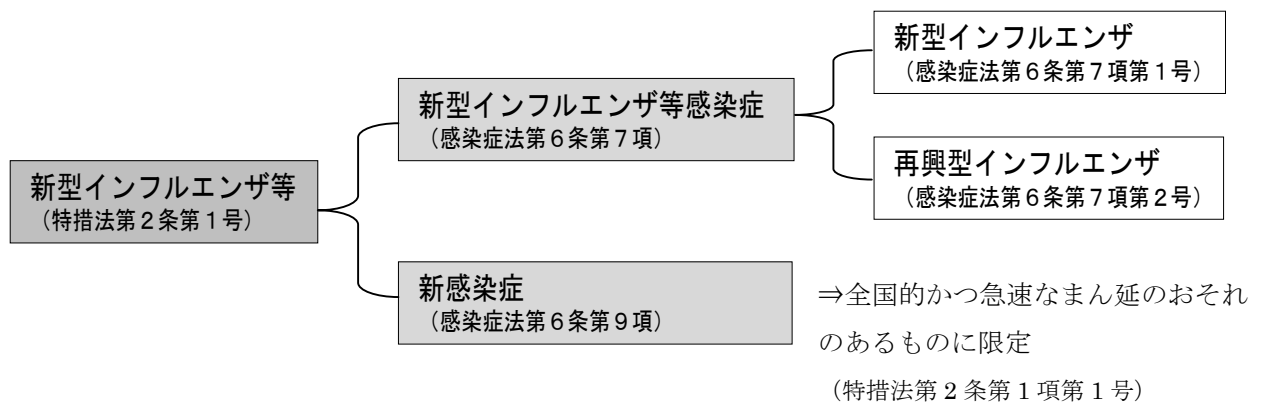 新型インフルエンザ等
（特措法第２条第１号）
新型インフルエンザ等感染症
（感染症法第６条第７項）
新型インフルエンザ
（感染症法第６条第７項第１号）
再興型インフルエンザ
（感染症法第６条第７項第２号）
新感染症
（感染症法第６条第９項）
⇒全国的かつ急速なまん延のおそれ
のあるものに限定
（特措法第 2 条第 1 項第 1 号）